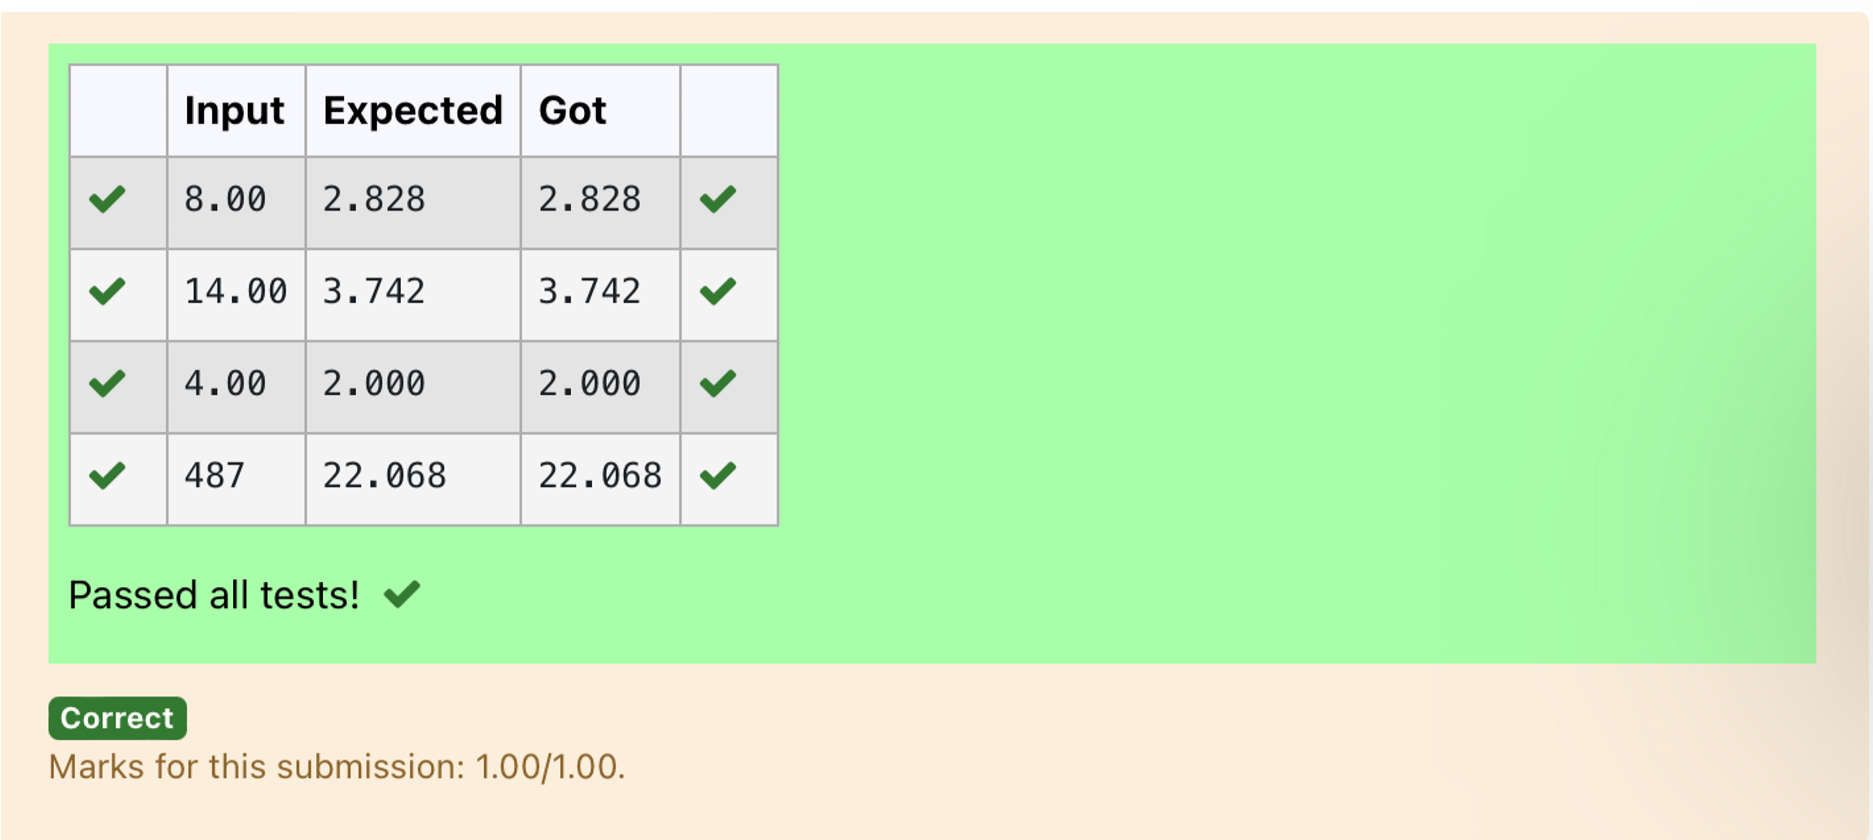 Input Expected Got
8.00 2.828 2.828
14.00 3.742 3.742
4.00 2.000 2.000
487 22.068 22.068
Passed all tests!
Correct
Marks for this submission: 1.00/1.00.